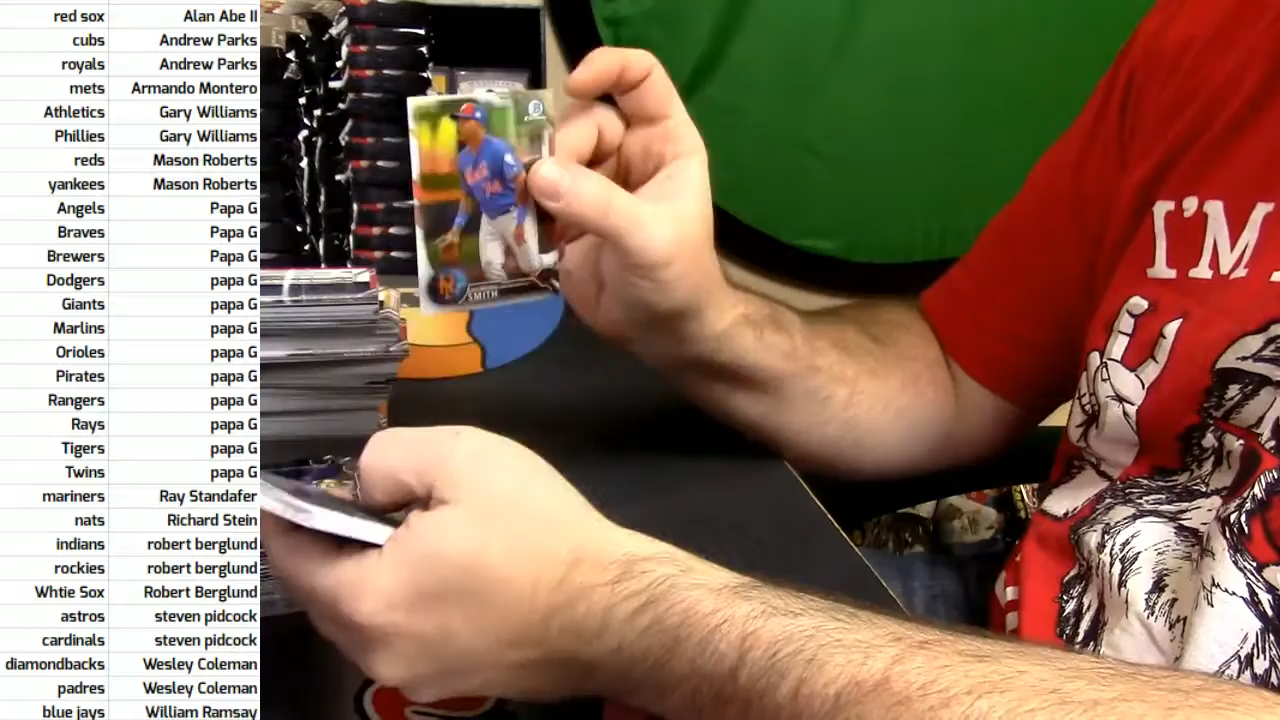 red sox Alan Abe II
cubs Andrew Parks
royals Andrew Parks
mets Armando Montero
Athletics Gary Williams
Phillies Gary Williams
reds Mason Roberts
yankees Mason Roberts
Angels Papa G
Braves Papa G
Brewers Papa G
Dodgers papa G
Giants papa G
Marlins papa G
Orioles papa G
Pirates papa G
Rangers papa G
Rays papa G
Tigers papa G
Twins papa G
mariners Ray Standafer
nats Richard Stein
indians robert berglund
rockies robert berglund
Whtie Sox Robert Berglund
astros steven pidcock
cardinals steven pidcock
diamondbacks Wesley Coleman
padres Wesley Coleman
blue jays William Ramsay
SMITH
I'M